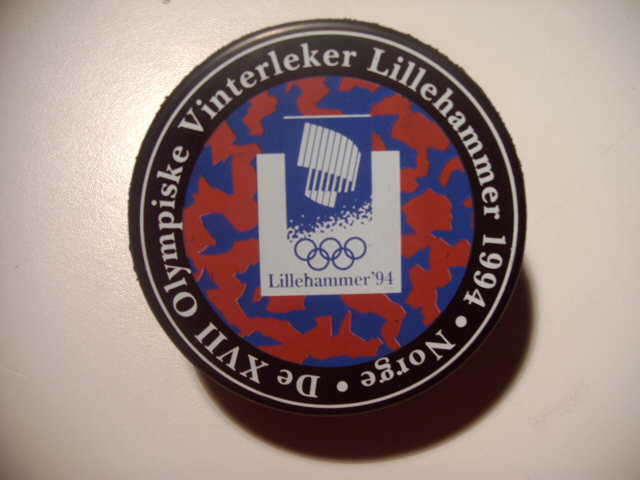 De XVII Olympiske Vinterleker Lillehammer 1994 • Norge •
Lillehammer'94